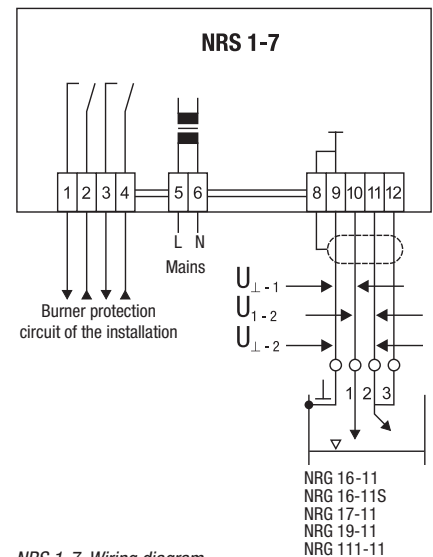 NRS 1-7
1 2 3 4 5 6 8 9 10 11 12
L N
Mains
Burner protection
circuit of the installation
U⊥ - 1
U1 - 2
U⊥ - 2
⊥ 1 2 3
NRG 16-11
NRG 16-11S
NRG 17-11
NRG 19-11
NRG 111-11
NRS 1-7 Wiring diagram